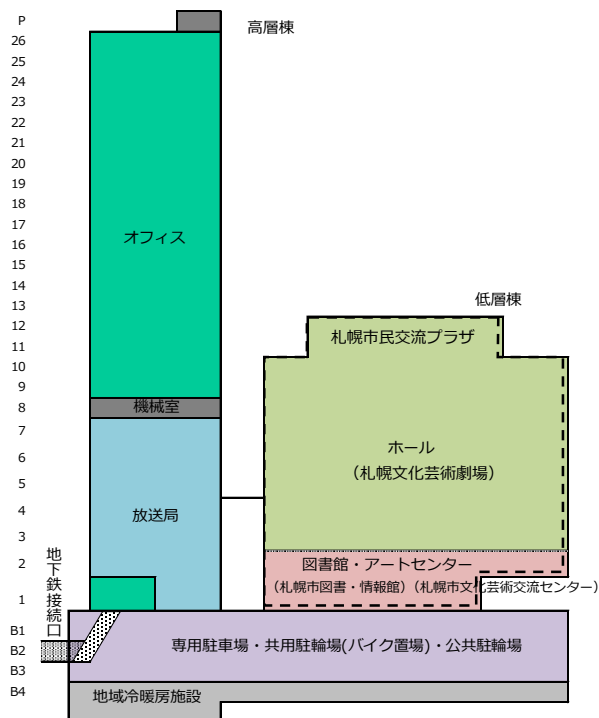 P
26
25
24
23
22
21
20
19
18
17
16
15
14
13
12
11
10
9
8
7
6
5
4
3
2
1
B1
B2
B3
B4
高層棟
オフィス
機械室
放送局
地下鉄接続口
低層棟
札幌市民交流プラザ
ホール
（札幌文化芸術劇場）
図書館・アートセンター
（札幌市図書・情報館）（札幌市文化芸術交流センター）
専用駐車場・共用駐輪場(バイク置場)・公共駐輪場
地域冷暖房施設